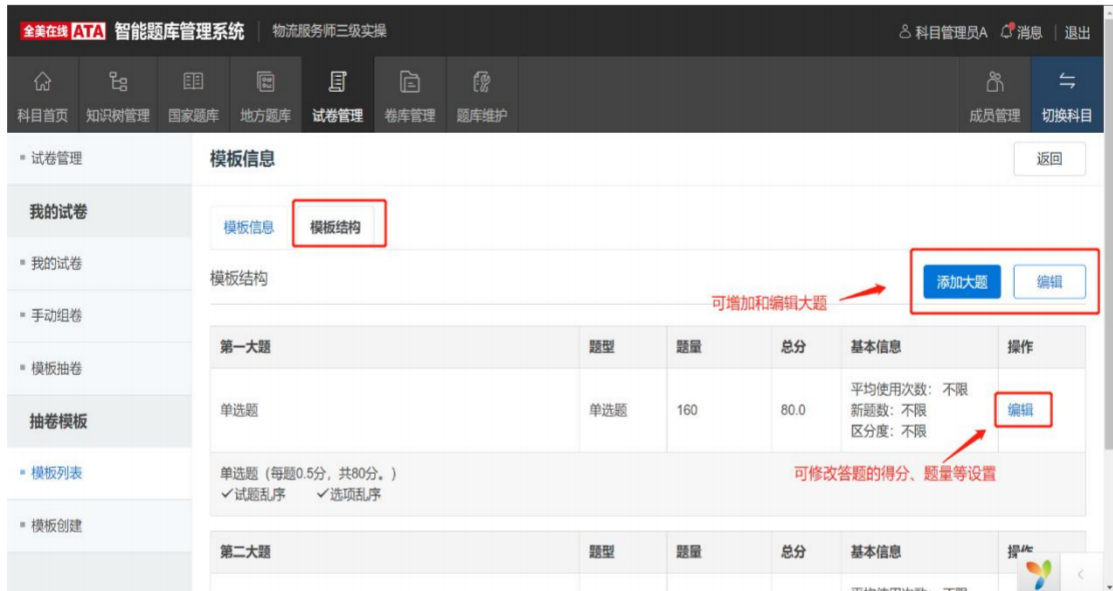 全美在线 ATA 智能题库管理系统 物流服务师三级实操 科目管理员A 消息 退出
科目首页 知识树管理 国家题库 地方题库 试卷管理 卷库管理 题库维护 成员管理 切换科目
试卷管理
模板信息 返回
我的试卷
模板信息 模板结构
我的试卷
模板结构 添加大题 编辑
可增加和编辑大题
手动组卷
第一大题 题型 题量 总分 基本信息 操作
模板抽卷
单选题 单选题 160 80.0 平均使用次数: 不限
新题数: 不限
区分度: 不限
编辑
抽卷模板
模板列表
单选题 (每题0.5分, 共80分。)
✓试题乱序 ✓选项乱序
可修改答题的得分、题量等设置
模板创建
第二大题 题型 题量 总分 基本信息 操作
平均使用次数: 不限